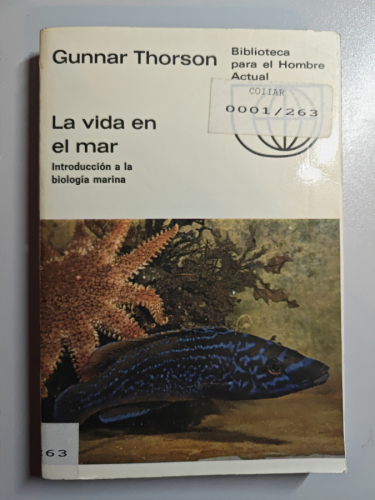 Gunnar Thorson
Biblioteca
para el Hombre
Actual
COIIAR
0001/263
La vida en
el mar
Introducción a la
biología marina
263